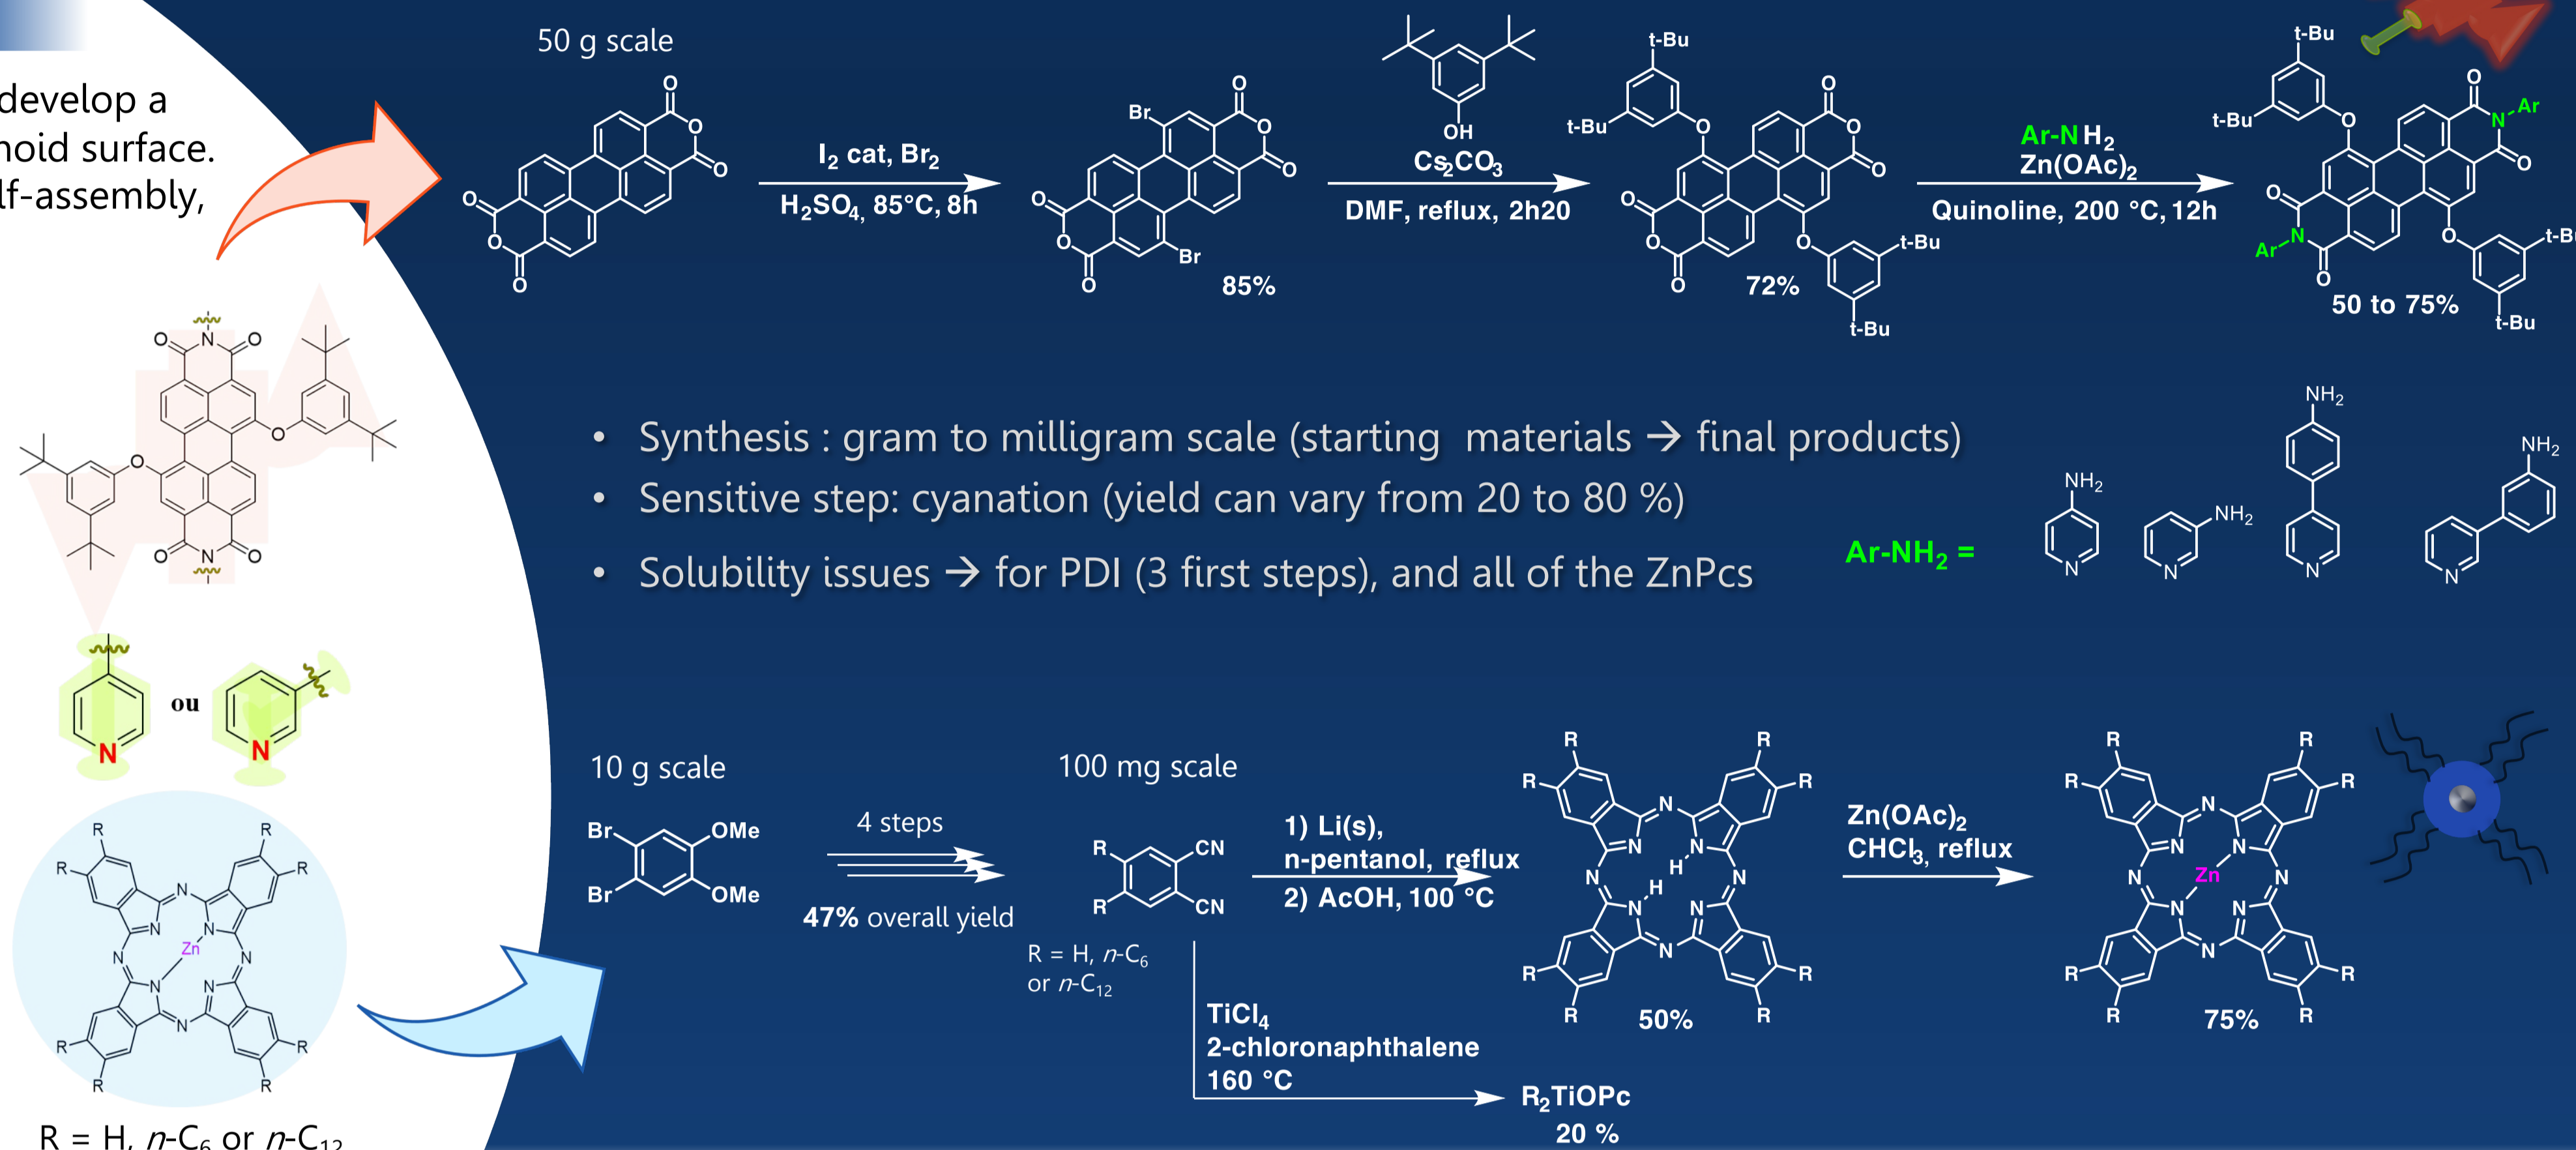 develop a
noid surface.
lf-assembly,
50 g scale
I₂ cat, Br₂
H₂SO₄, 85°C, 8h
Br
Br
85%
OH
Cs₂CO₃
DMF, reflux, 2h20
t-Bu
t-Bu
t-Bu
t-Bu
72%
Ar-NH₂
Zn(OAc)₂
Quinoline, 200 °C, 12h
t-Bu
t-Bu
Ar
N
N
Ar
t-B
t-Bu
50 to 75%
• Synthesis : gram to milligram scale (starting materials → final products)
• Sensitive step: cyanation (yield can vary from 20 to 80 %)
• Solubility issues → for PDI (3 first steps), and all of the ZnPcs
Ar-NH₂ =
NH₂
N
NH₂
N
NH₂
N
NH₂
N
O N O
O
O
O N O
N
ou
N
R = H, n-C₆ or n-C₁₂
10 g scale
Br
OMe
Br
OMe
4 steps
47% overall yield
100 mg scale
R
CN
R
CN
R = H, n-C₆
or n-C₁₂
1) Li(s),
n-pentanol, reflux
2) AcOH, 100 °C
50%
Zn(OAc)₂
CHCl₃, reflux
Zn
75%
TiCl₄
2-chloronaphthalene
160 °C
R₂TiOPc
20 %